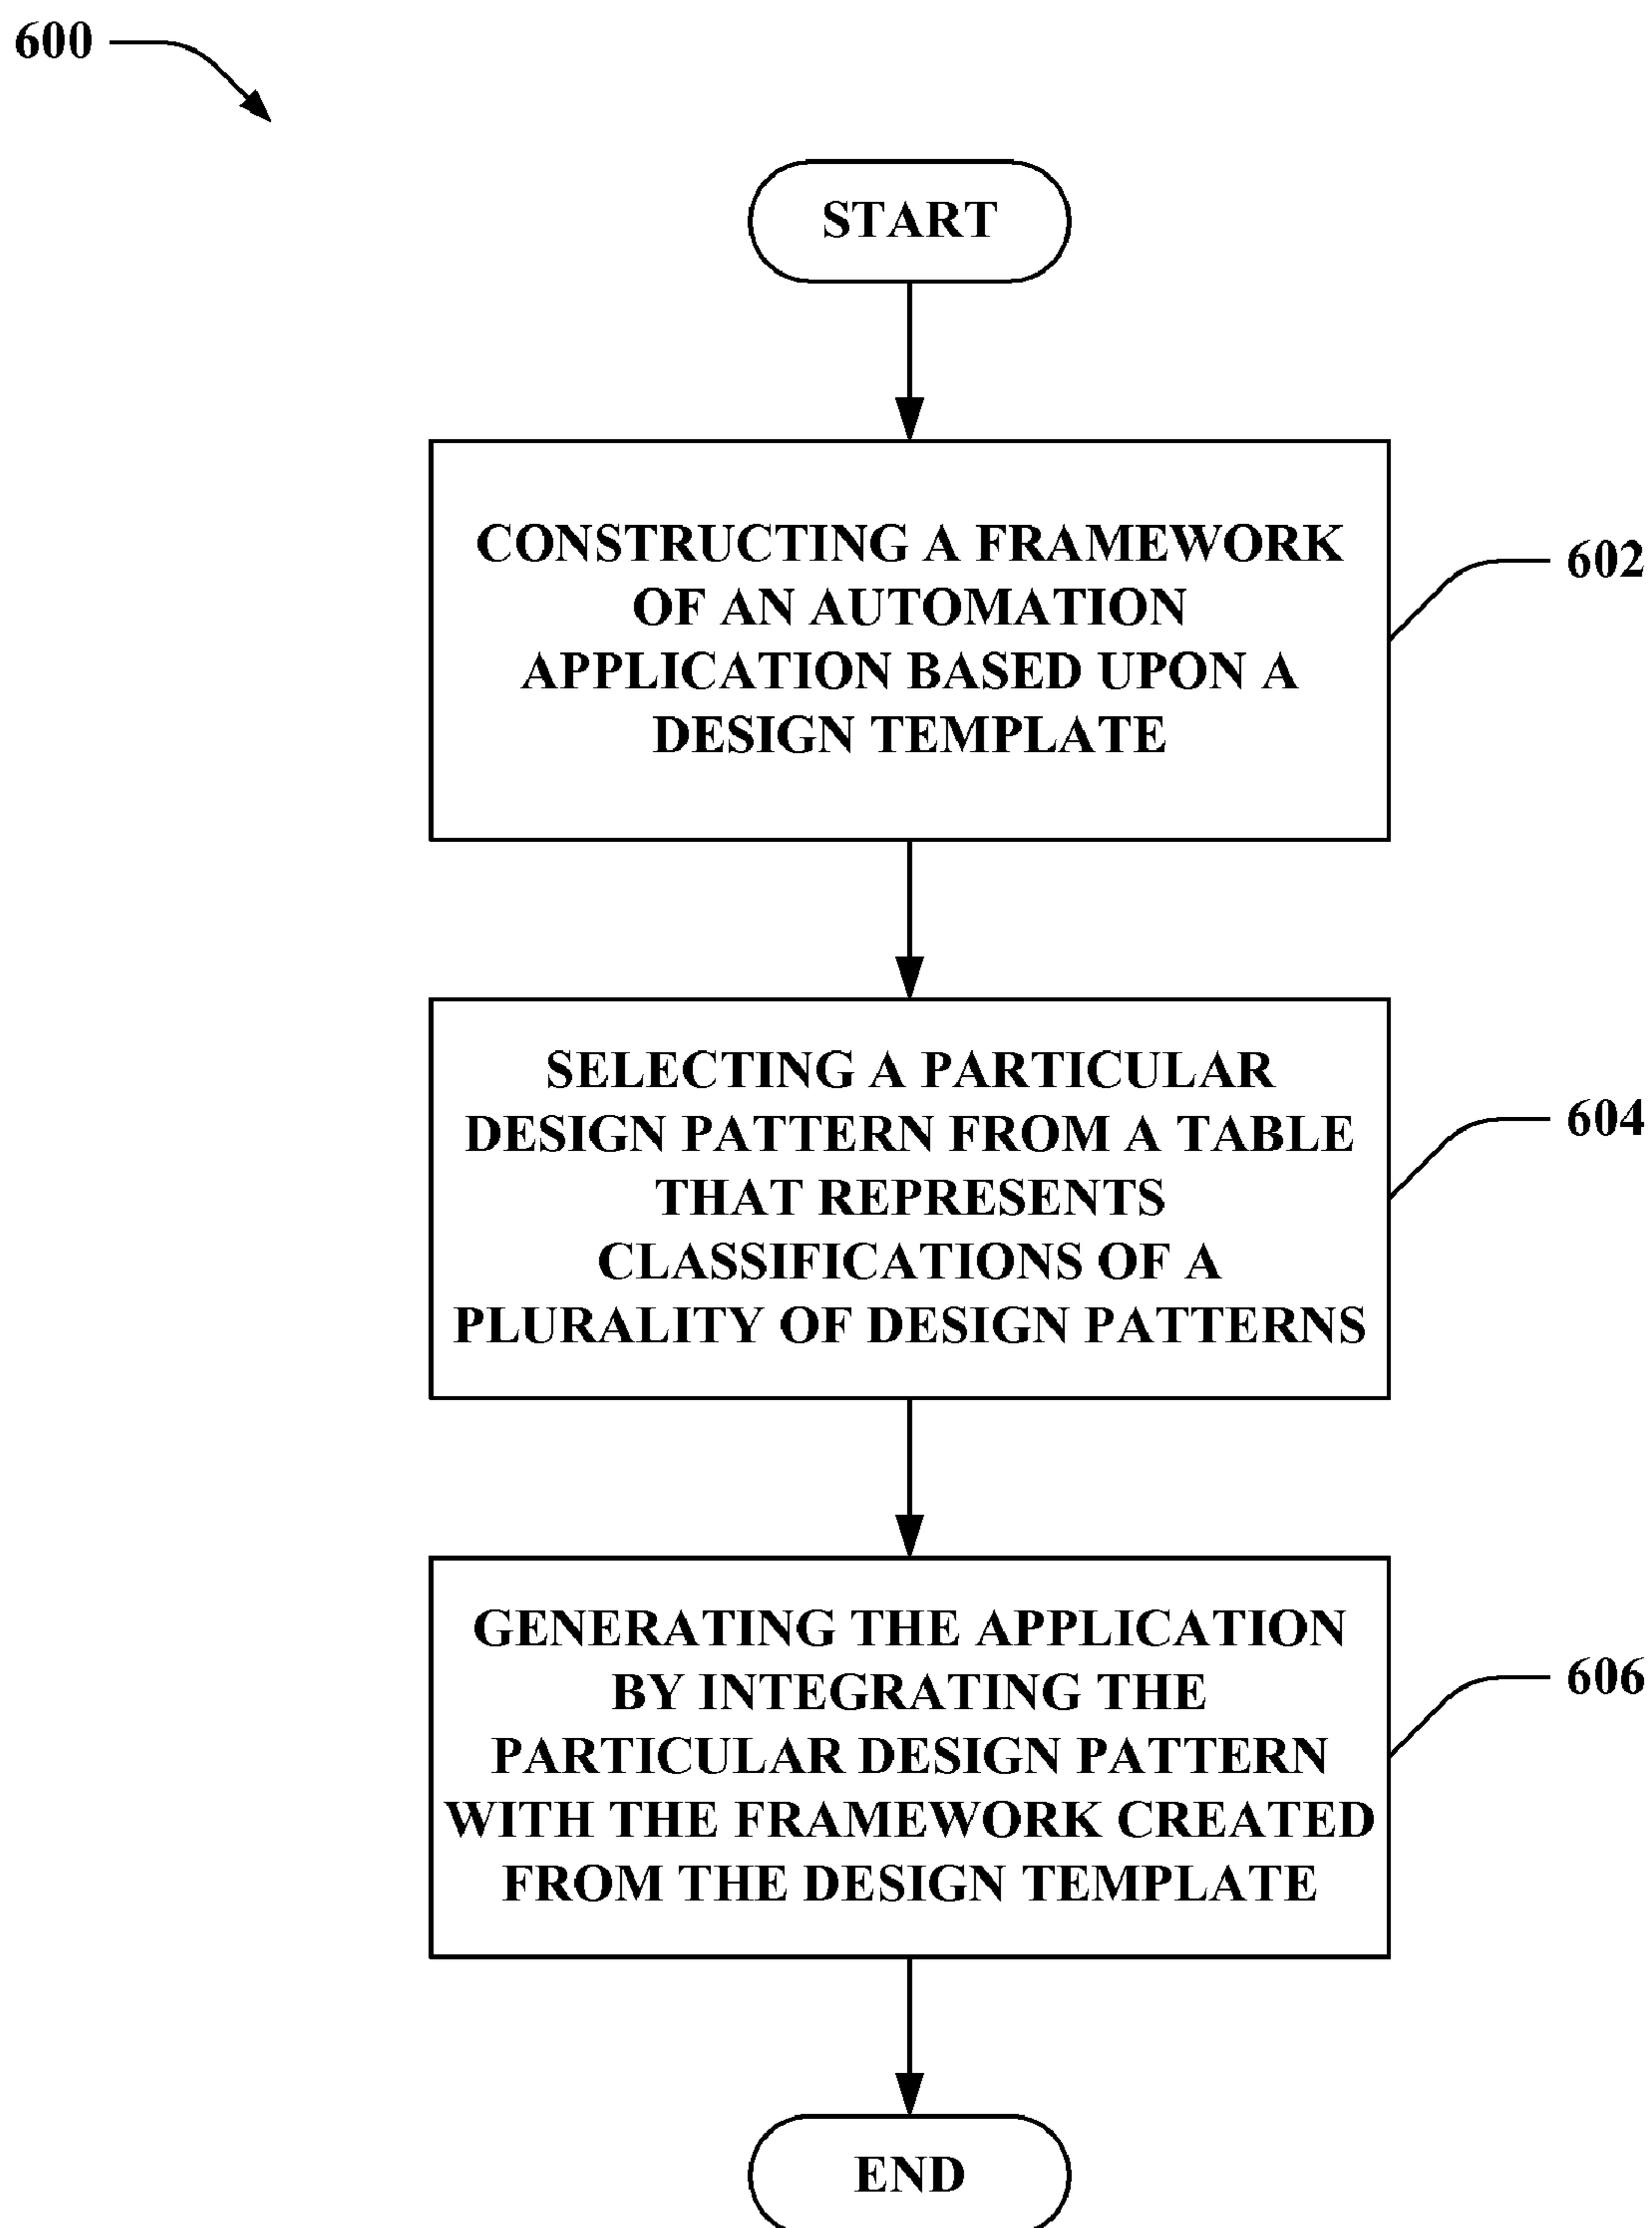 600
START
CONSTRUCTING A FRAMEWORK
OF AN AUTOMATION
APPLICATION BASED UPON A
DESIGN TEMPLATE
602
SELECTING A PARTICULAR
DESIGN PATTERN FROM A TABLE
THAT REPRESENTS
CLASSIFICATIONS OF A
PLURALITY OF DESIGN PATTERNS
604
GENERATING THE APPLICATION
BY INTEGRATING THE
PARTICULAR DESIGN PATTERN
WITH THE FRAMEWORK CREATED
FROM THE DESIGN TEMPLATE
606
END